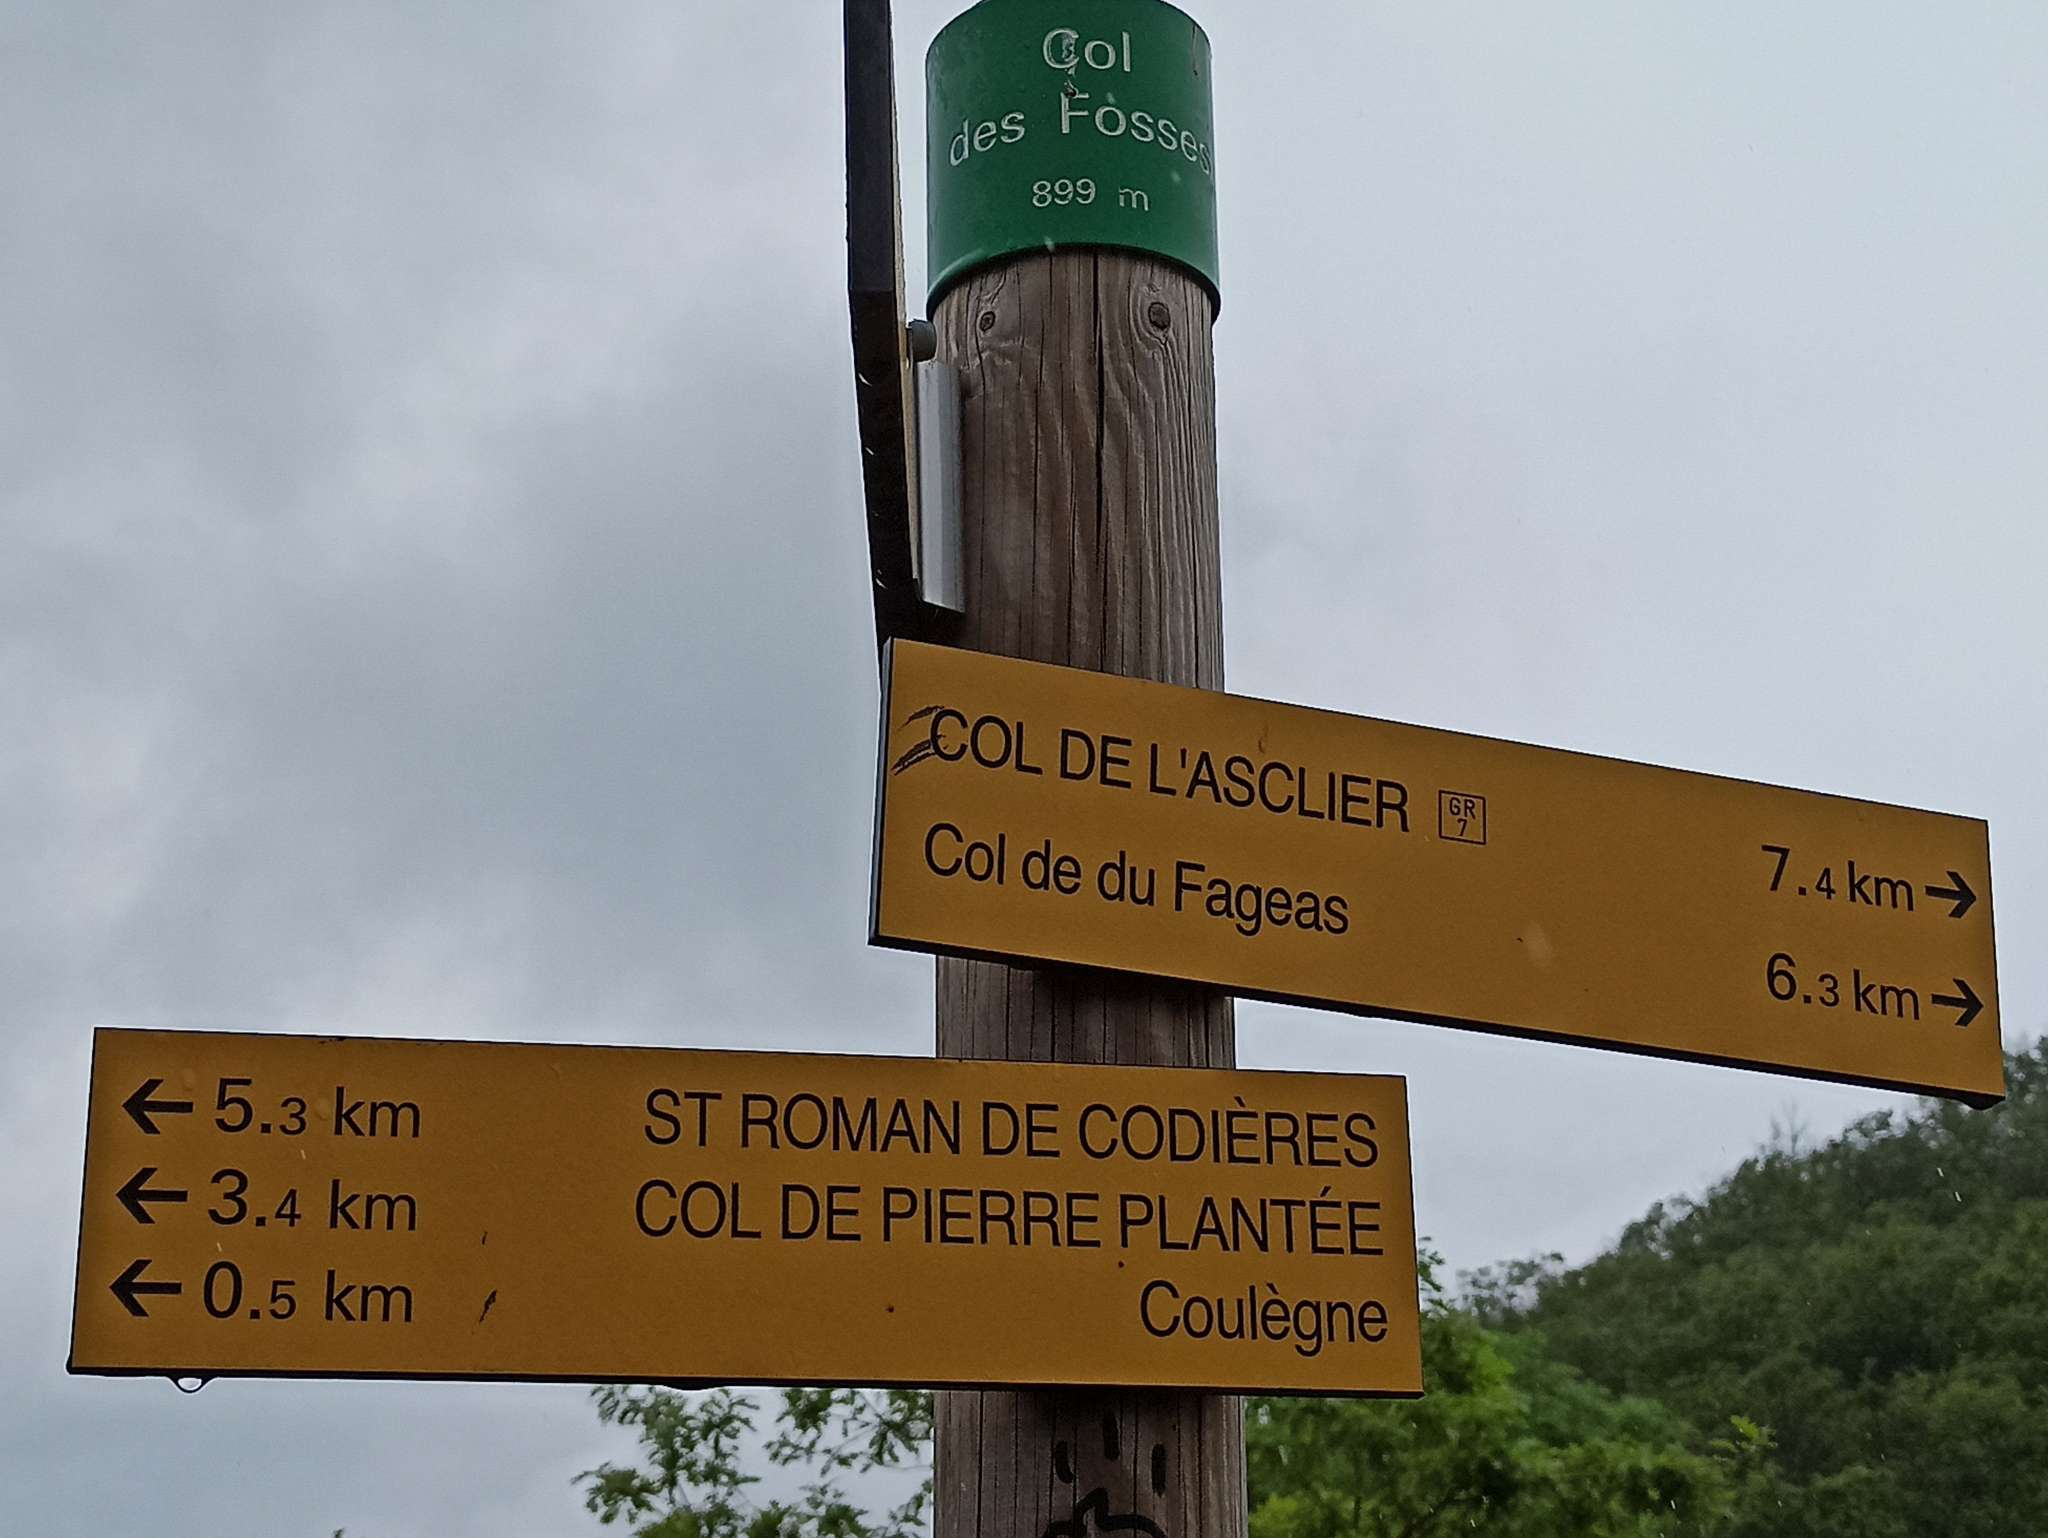 Col
des Fosses
899 m
COL DE L'ASCLIER GR 7 7.4 km →
Col de du Fageas 6.3 km →
← 5.3 km ST ROMAN DE CODIÈRES
← 3.4 km COL DE PIERRE PLANTÉE
← 0.5 km Coulègne